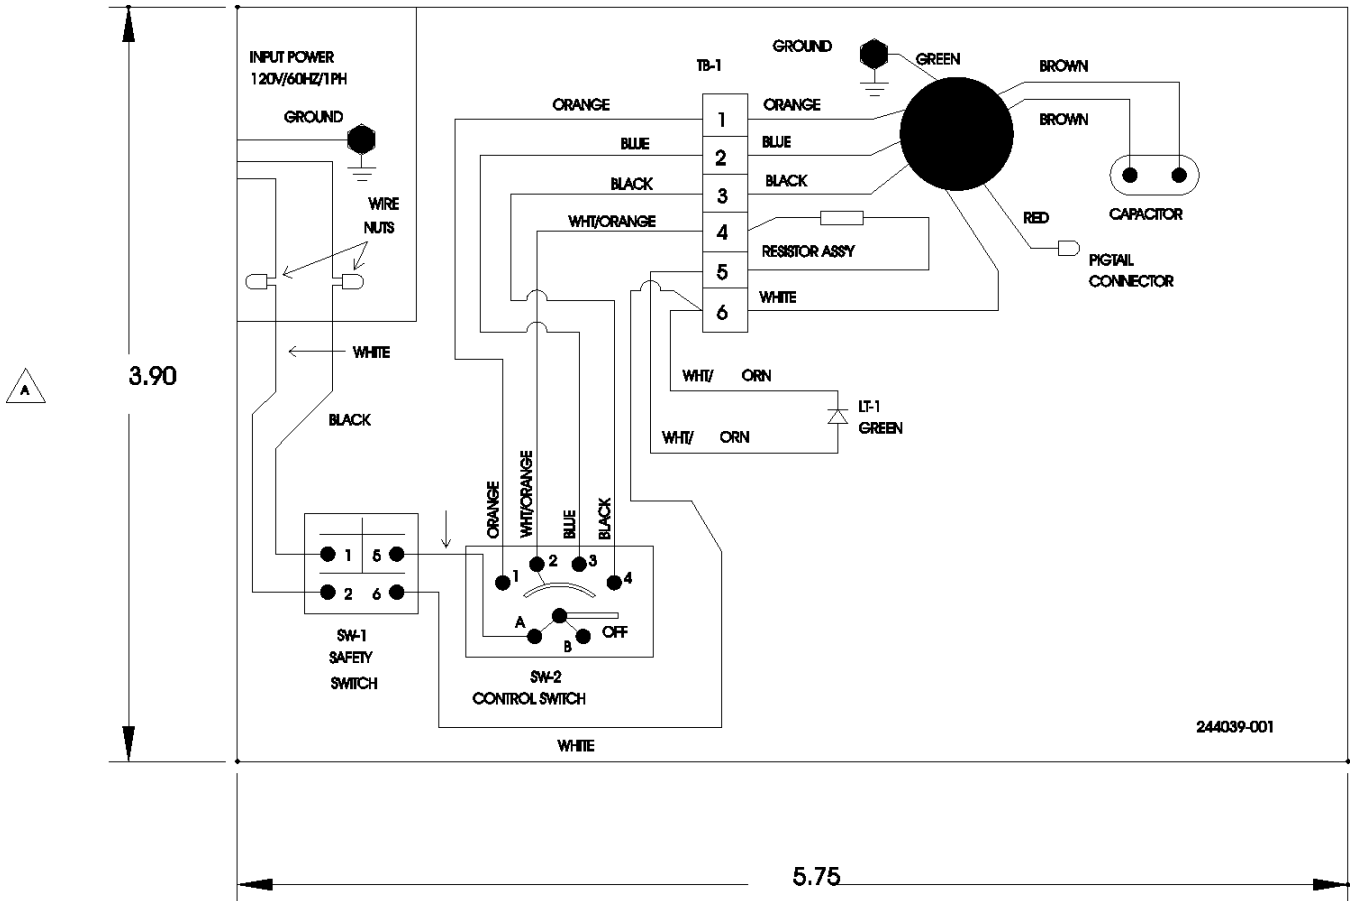 INPUT POWER
120V/60HZ/1PH
GROUND
WIRE
NUTS
WHITE
BLACK
3.90
A
ORANGE
BLUE
BLACK
WHT/ORANGE
TB-1
1
2
3
4
5
6
ORANGE
BLUE
BLACK
RESISTOR ASS'Y
WHITE
GROUND
GREEN
BROWN
BROWN
CAPACITOR
RED
PIGTAIL
CONNECTOR
WHT/ ORN
WHT/ ORN
LT-1
GREEN
ORANGE
WHT/ORANGE
BLUE
BLACK
1 5
2 6
SW-1
SAFETY
SWITCH
1
2
3
4
A
B
OFF
SW-2
CONTROL SWITCH
WHITE
244039-001
5.75